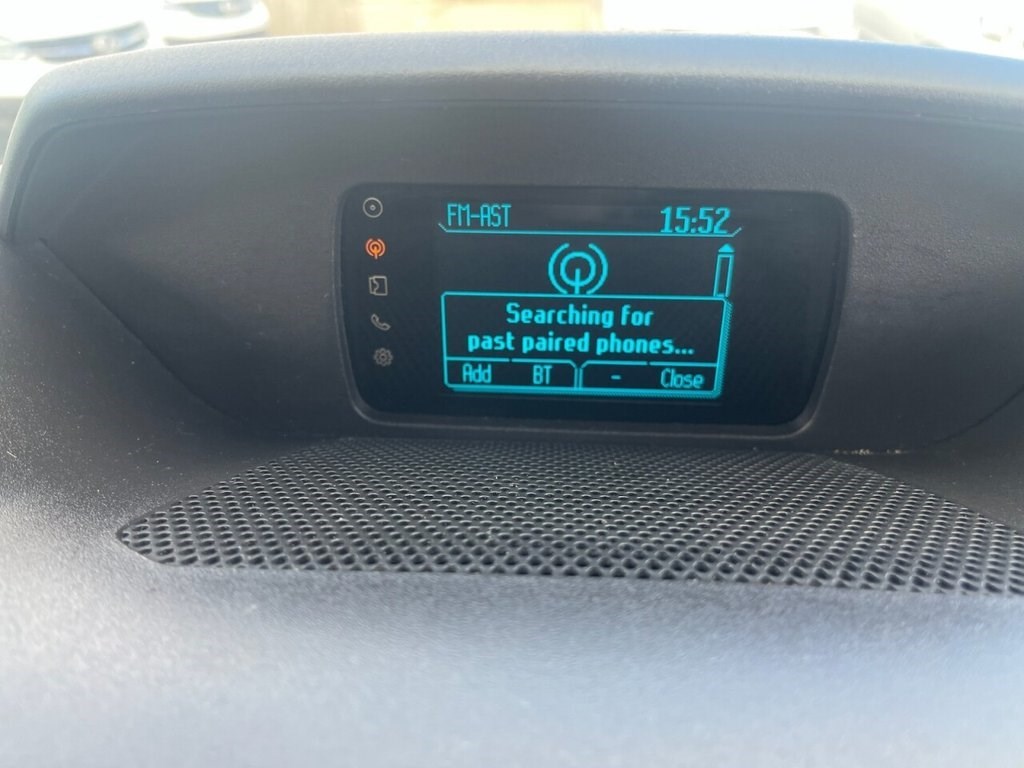 FM-AST 15:52
Searching for
past paired phones...
Add BT - Close